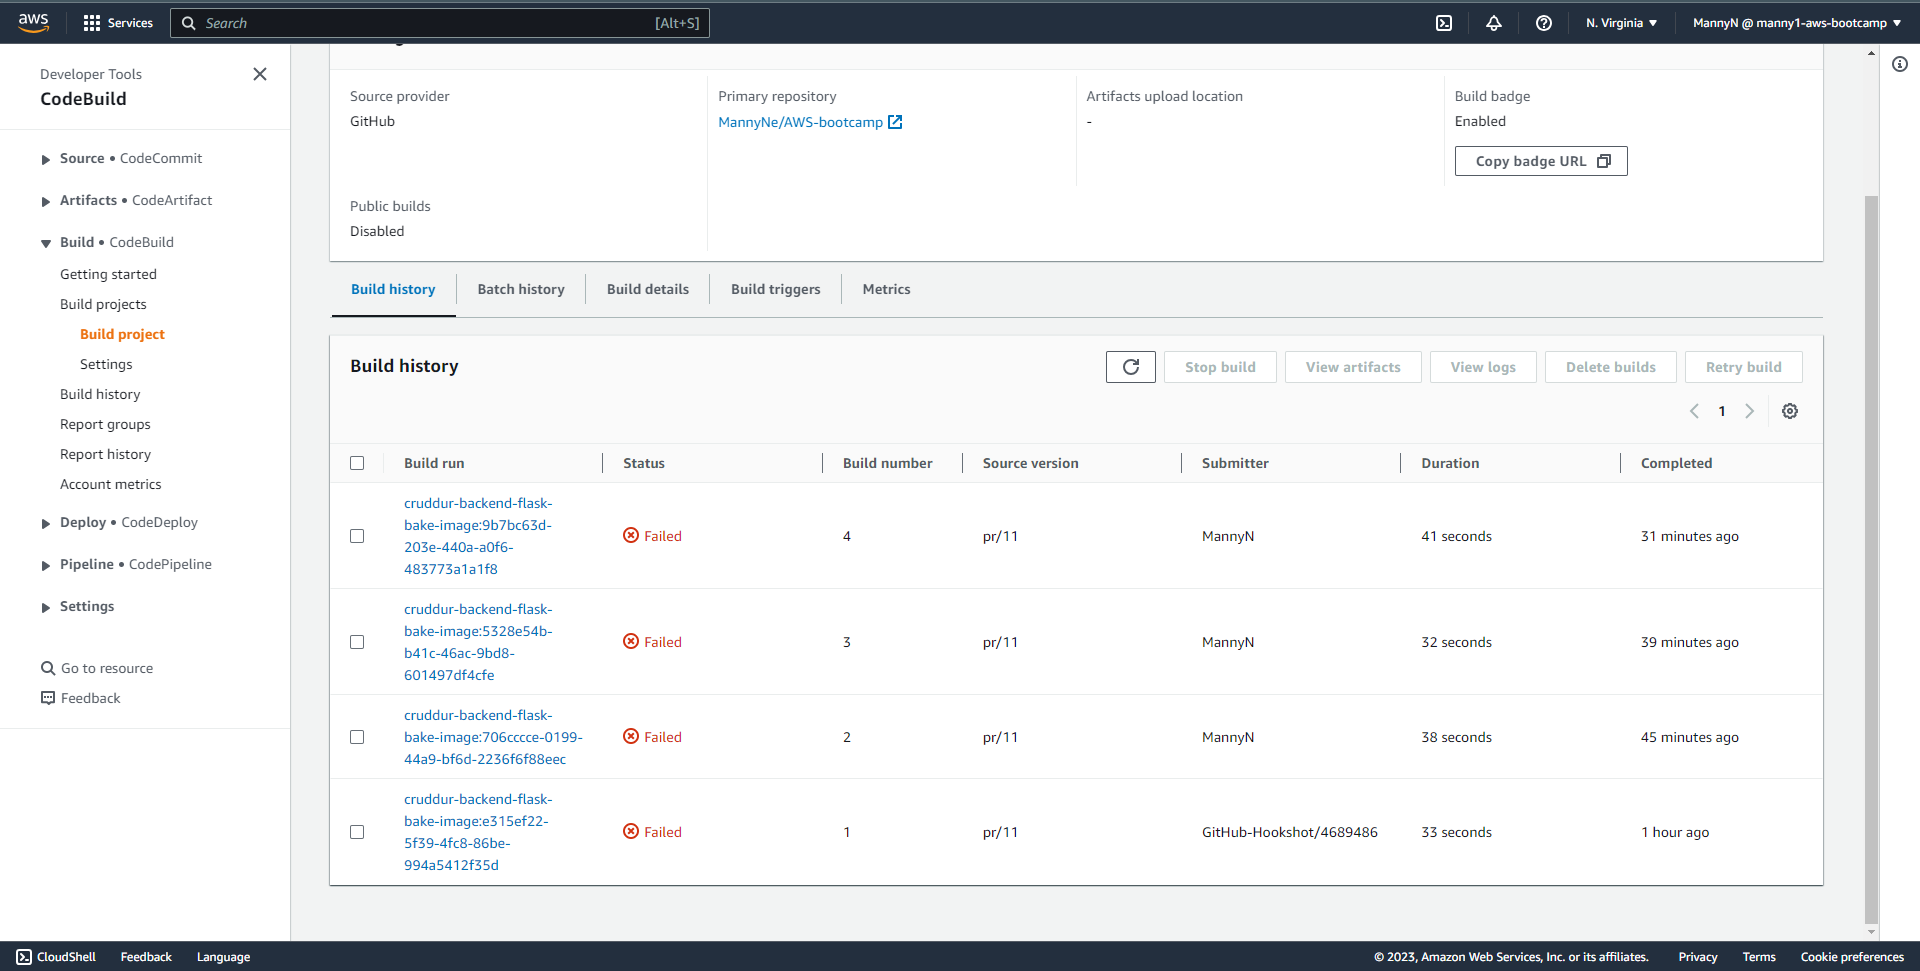 aws
Services
Search
[Alt+S]
N. Virginia
MannyN @ manny1-aws-bootcamp
Developer Tools
CodeBuild
Source • CodeCommit
Artifacts • CodeArtifact
Build • CodeBuild
Getting started
Build projects
Build project
Settings
Build history
Report groups
Report history
Account metrics
Deploy • CodeDeploy
Pipeline • CodePipeline
Settings
Go to resource
Feedback
Source provider
GitHub
Primary repository
MannyNe/AWS-bootcamp
Artifacts upload location
-
Build badge
Enabled
Copy badge URL
Public builds
Disabled
Build history
Batch history
Build details
Build triggers
Metrics
Build history
Stop build
View artifacts
View logs
Delete builds
Retry build
1
Build run
Status
Build number
Source version
Submitter
Duration
Completed
cruddur-backend-flask-
bake-image:9b7bc63d-
203e-440a-a0f6-
483773a1a1f8
Failed
4
pr/11
MannyN
41 seconds
31 minutes ago
cruddur-backend-flask-
bake-image:5328e54b-
b41c-46ac-9bd8-
601497df4cfe
Failed
3
pr/11
MannyN
32 seconds
39 minutes ago
cruddur-backend-flask-
bake-image:706cccce-0199-
44a9-bf6d-2236f6f88eec
Failed
2
pr/11
MannyN
38 seconds
45 minutes ago
cruddur-backend-flask-
bake-image:e315ef22-
5f39-4fc8-86be-
994a5412f35d
Failed
1
pr/11
GitHub-Hookshot/4689486
33 seconds
1 hour ago
CloudShell
Feedback
Language
© 2023, Amazon Web Services, Inc. or its affiliates.
Privacy
Terms
Cookie preferences